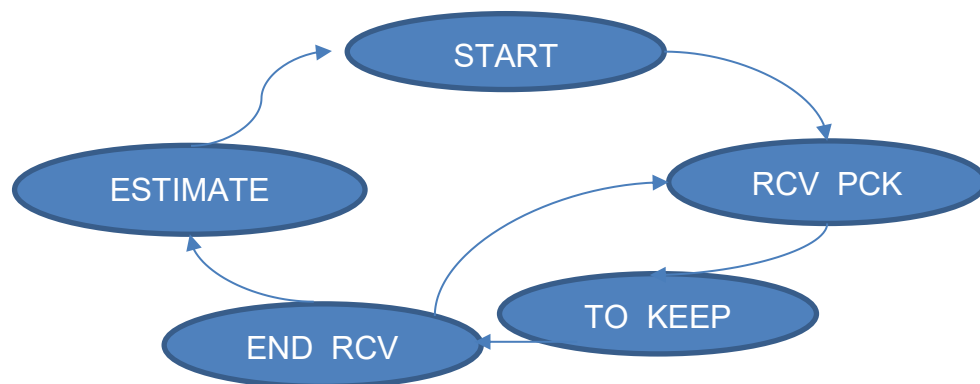 START
RCV PCK
ESTIMATE
TO KEEP
END RCV